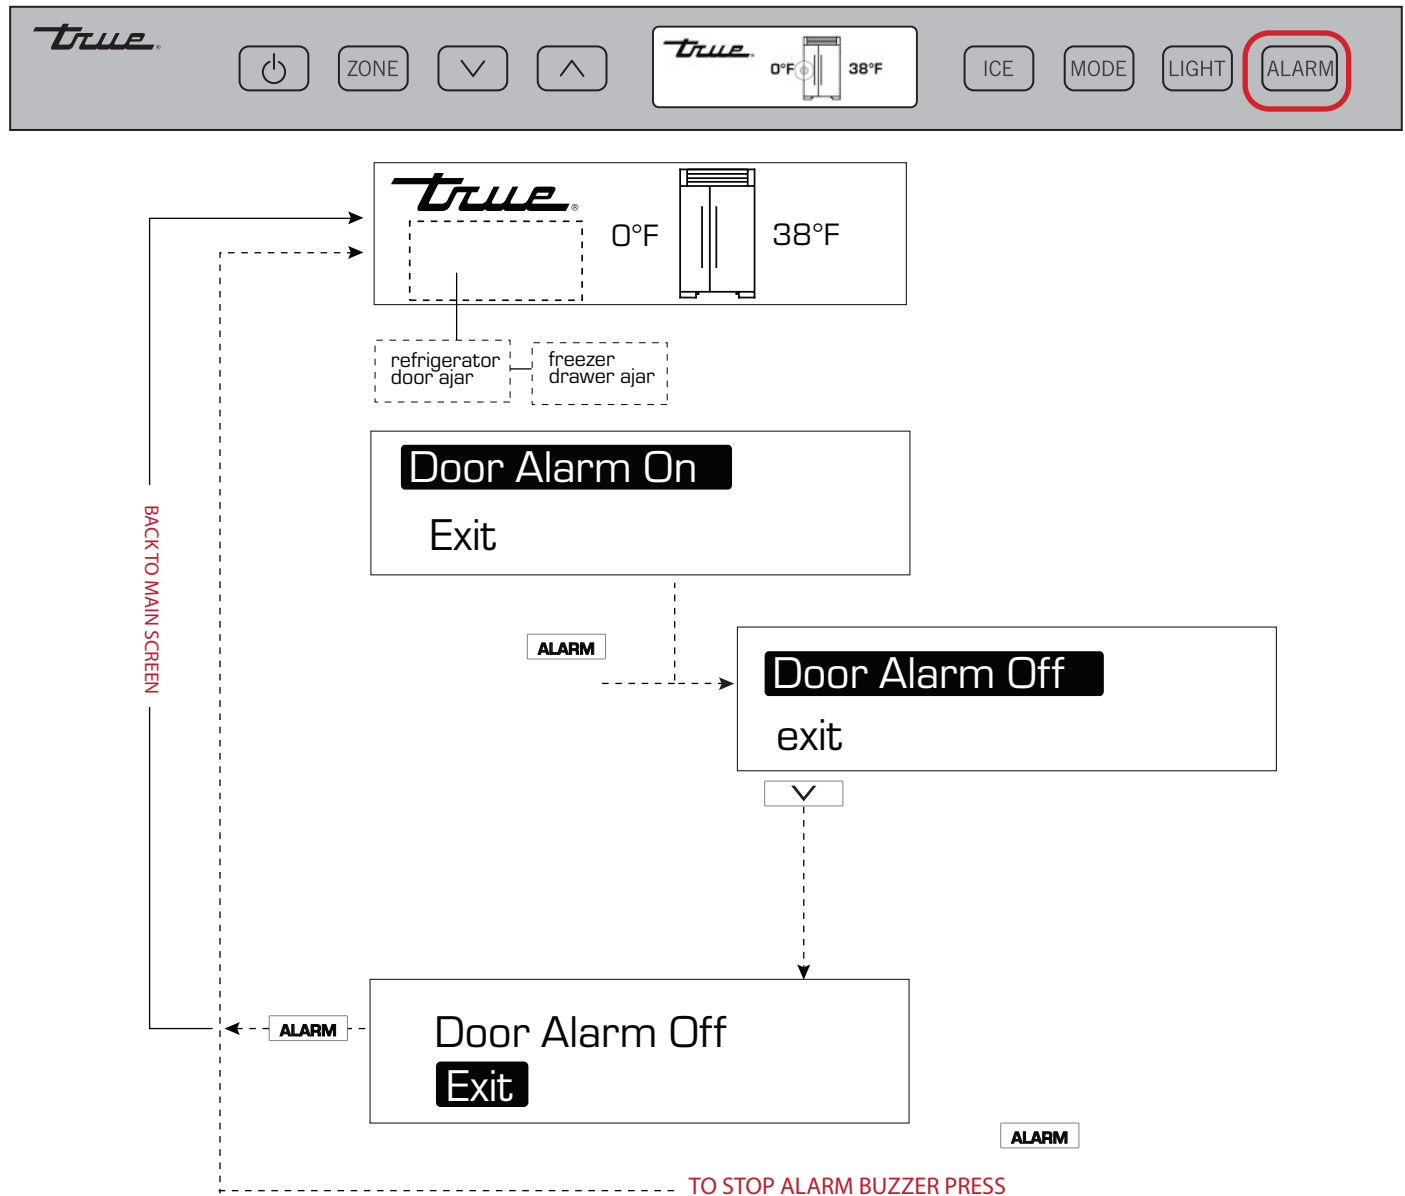 true®
ZONE
true.
0°F
38°F
ICE
MODE
LIGHT
ALARM
true®
0°F
38°F
refrigerator
door ajar
freezer
drawer ajar
Door Alarm On
Exit
BACK TO MAIN SCREEN
ALARM
Door Alarm Off
exit
Door Alarm Off
Exit
ALARM
ALARM
TO STOP ALARM BUZZER PRESS